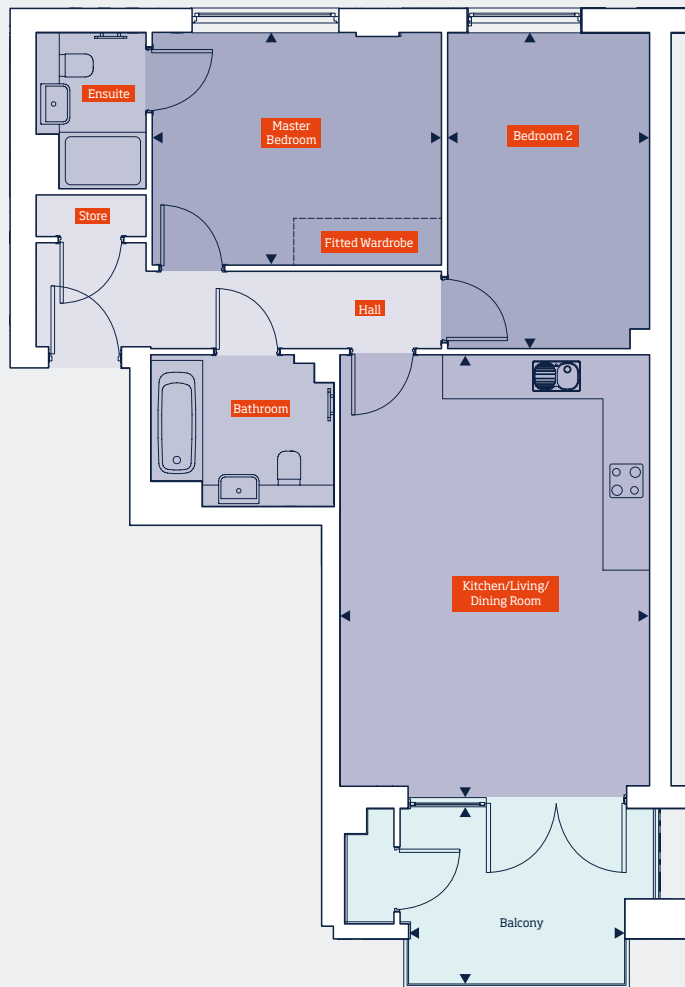 Ensuite
Master
Bedroom
Bedroom 2
Store
Fitted Wardrobe
Hall
Bathroom
Kitchen/Living/
Dining Room
Balcony